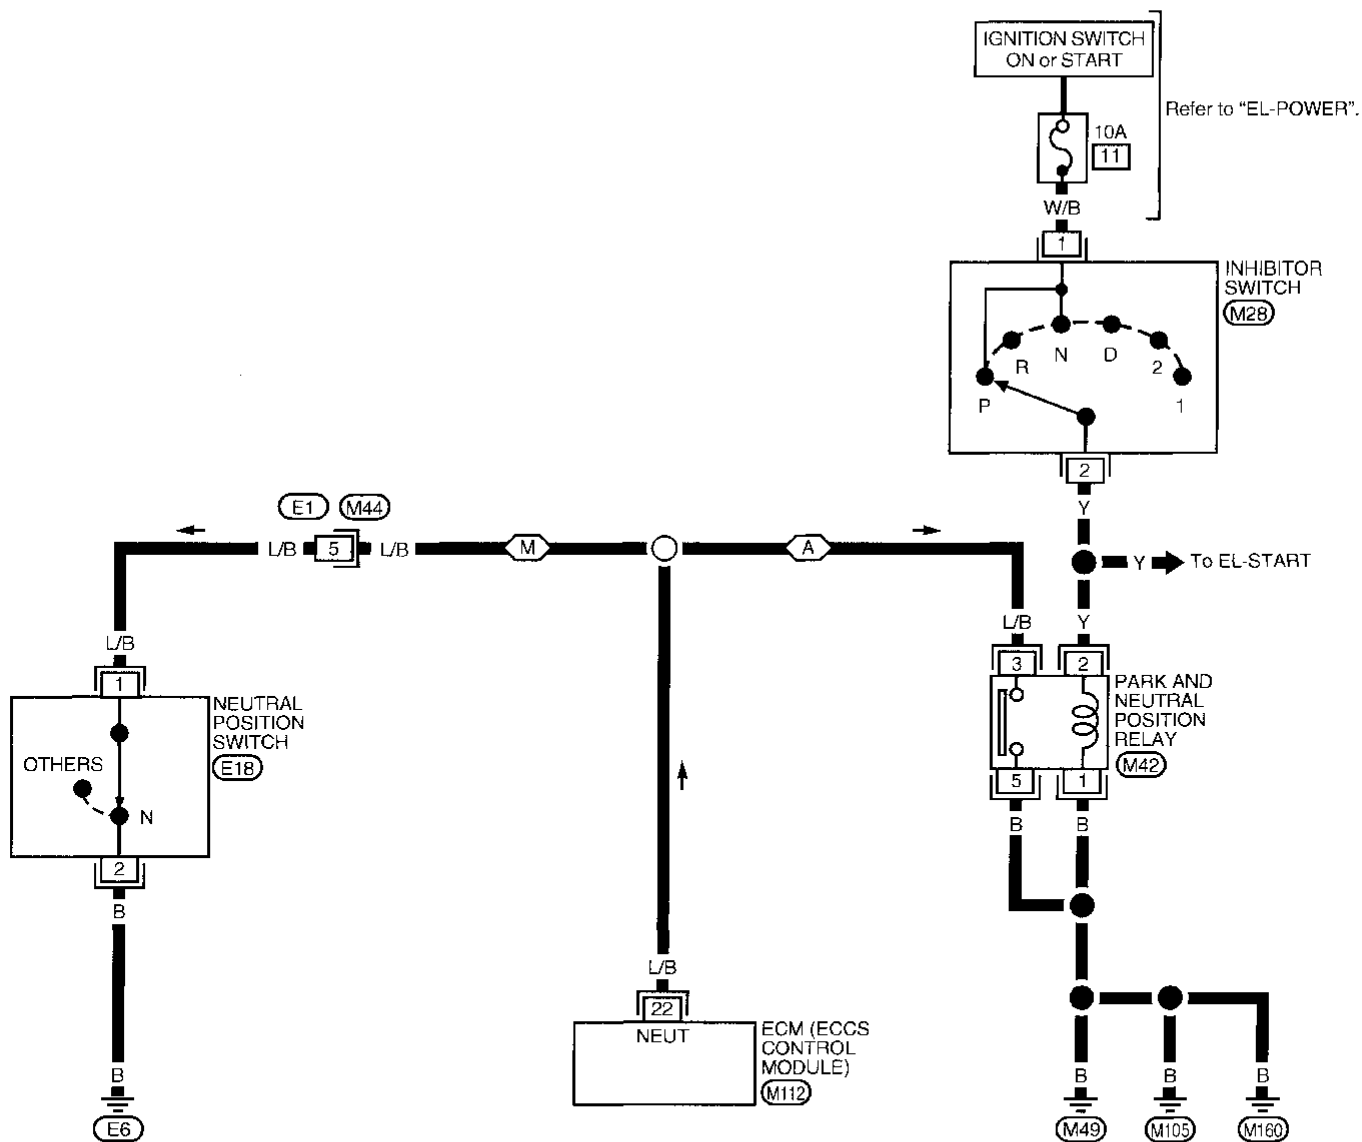 IGNITION SWITCH
ON or START
Refer to “EL-POWER”.
10A
11
W/B
1
INHIBITOR
SWITCH
M28
R N D 2
P 1
2
Y
E1 M44
L/B 5 L/B M A
Y To EL-START
L/B L/B Y
1
3 2
NEUTRAL
POSITION
SWITCH
E18
OTHERS
N
2
B
PARK AND
NEUTRAL
POSITION
RELAY
M42
5 1
B B
L/B
22
NEUT
ECM (ECCS
CONTROL
MODULE)
M112
B
E6
B B B
M49 M105 M160